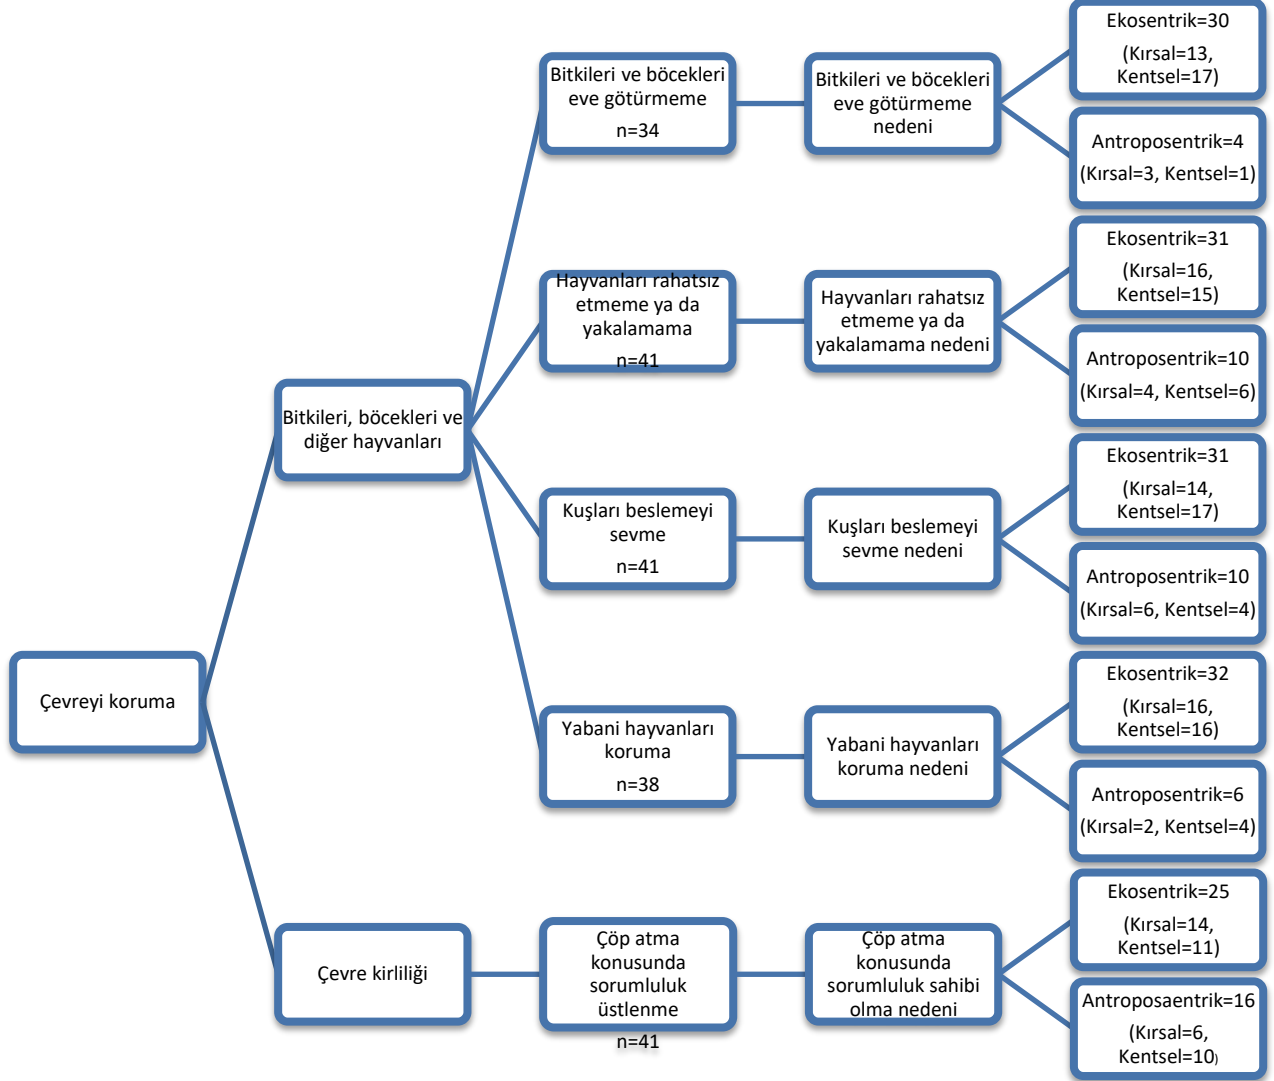 Çevreyi koruma
Bitkileri, böcekleri ve
diğer hayvanları
Bitkileri ve böcekleri
eve götürmeme
n=34
Bitkileri ve böcekleri
eve götürmeme
nedeni
Ekosentrik=30
(Kırsal=13,
Kentsel=17)
Antroposentrik=4
(Kırsal=3, Kentsel=1)
Hayvanları rahatsız
etmeme ya da
yakalamama
n=41
Hayvanları rahatsız
etmeme ya da
yakalamama nedeni
Ekosentrik=31
(Kırsal=16,
Kentsel=15)
Antroposentrik=10
(Kırsal=4, Kentsel=6)
Kuşları beslemeyi
sevme
n=41
Kuşları beslemeyi
sevme nedeni
Ekosentrik=31
(Kırsal=14,
Kentsel=17)
Antroposentrik=10
(Kırsal=6, Kentsel=4)
Yabani hayvanları
koruma
n=38
Yabani hayvanları
koruma nedeni
Ekosentrik=32
(Kırsal=16,
Kentsel=16)
Antroposentrik=6
(Kırsal=2, Kentsel=4)
Çevre kirliliği
Çöp atma
konusunda
sorumluluk
üstlenme
n=41
Çöp atma
konusunda
sorumluluk sahibi
olma nedeni
Ekosentrik=25
(Kırsal=14,
Kentsel=11)
Antroposaentrik=16
(Kırsal=6,
Kentsel=10)